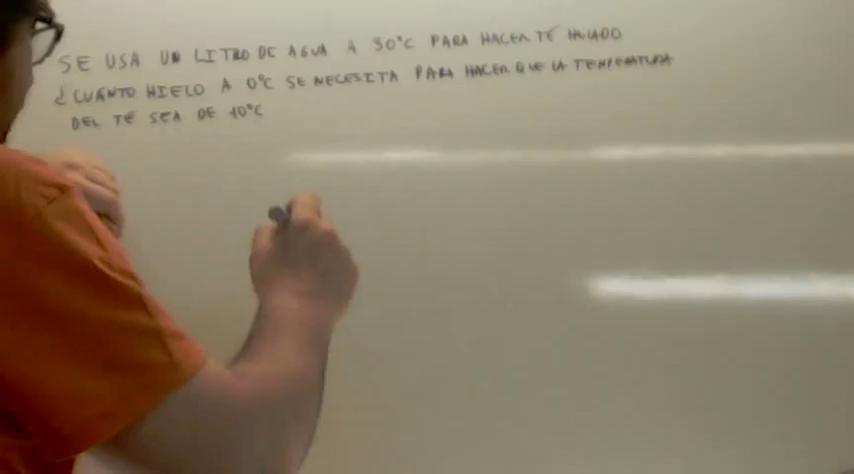 SE USA UN LITRO DE AGUA A 30°C PARA HACER TÉ HELADO
¿CUÁNTO HIELO A 0°C SE NECESITA PARA HACER QUE LA TEMPERATURA
DEL TÉ SEA DE 10°C